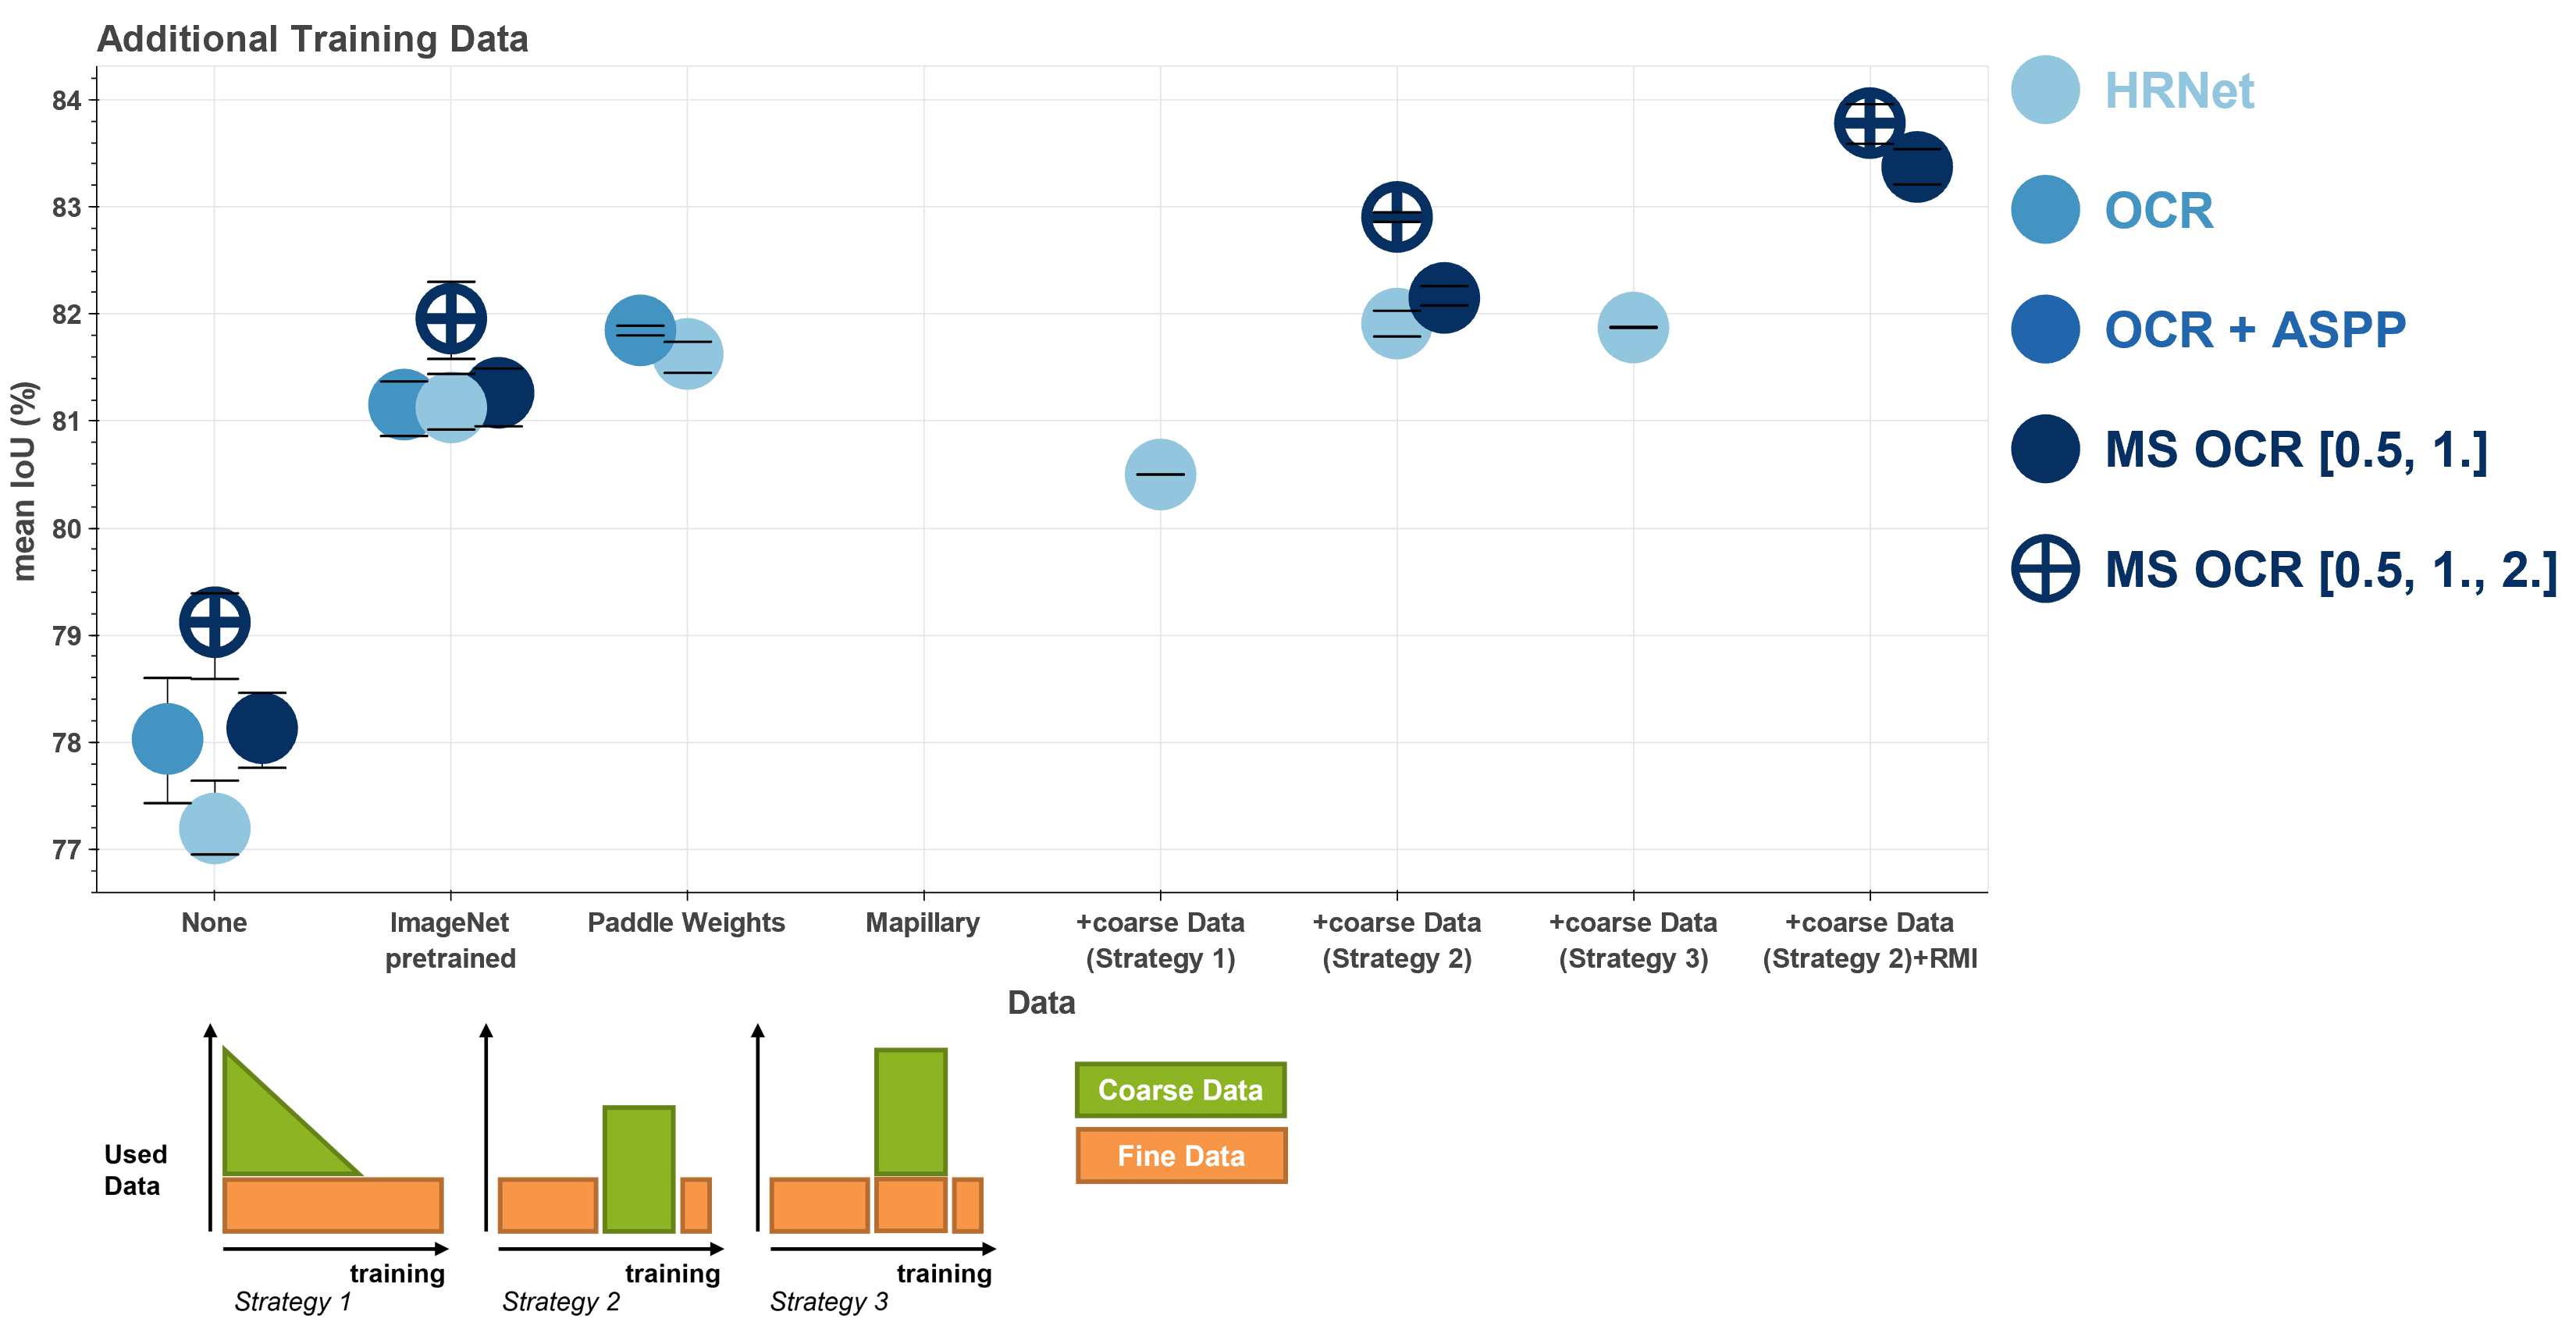 Additional Training Data
84
83
82
81
80
79
78
77
mean IoU (%)
None
ImageNet
pretrained
Paddle Weights
Mapillary
+coarse Data
(Strategy 1)
+coarse Data
(Strategy 2)
+coarse Data
(Strategy 3)
+coarse Data
(Strategy 2)+RMI
Data
HRNet
OCR
OCR + ASPP
MS OCR [0.5, 1.]
MS OCR [0.5, 1., 2.]
Used
Data
training
Strategy 1
training
Strategy 2
training
Strategy 3
Coarse Data
Fine Data